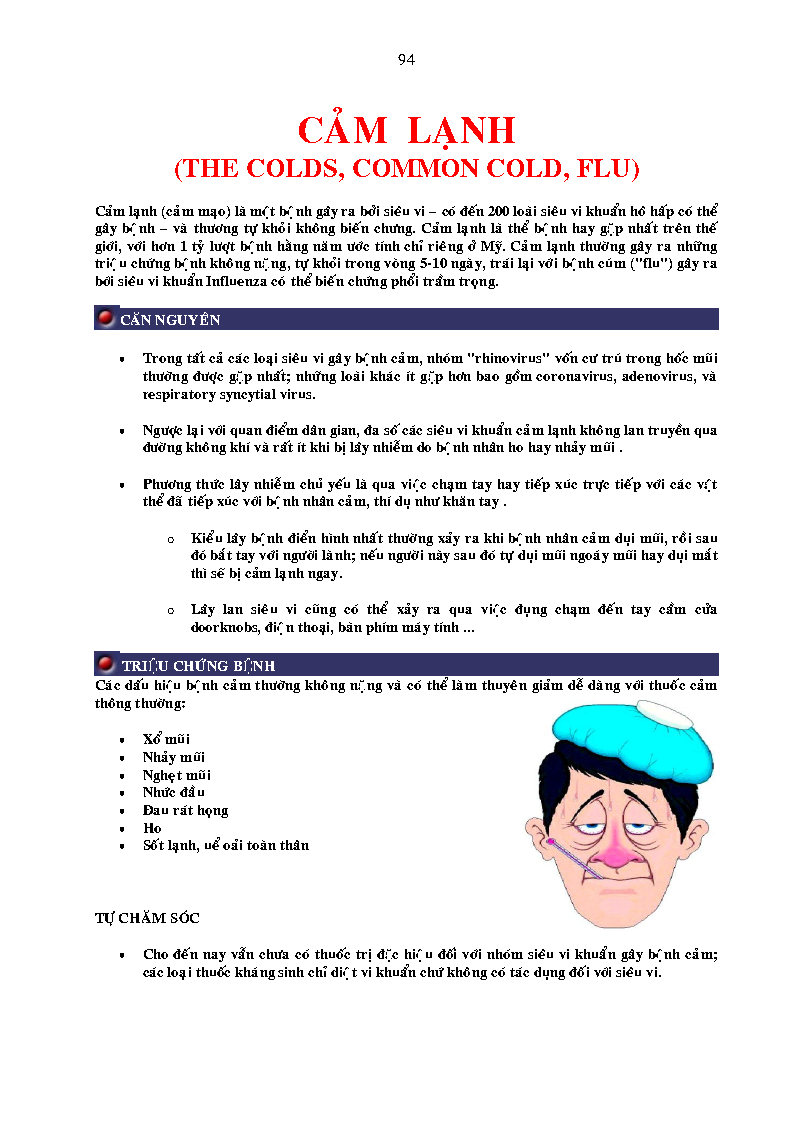 94
CẢM LẠNH
(THE COLDS, COMMON COLD, FLU)
Cảm lạnh (cảm mạo) là một bệnh gây ra bởi siêu vi – có đến 200 loài siêu vi khuẩn hô hấp có thể
gây bệnh – và thương tự khỏi không biến chưng. Cảm lạnh là thể bệnh hay gặp nhất trên thế
giới, với hơn 1 tỷ lượt bệnh hằng năm ước tính chỉ riêng ở Mỹ. Cảm lạnh thường gây ra những
triệu chứng bệnh không nặng, tự khỏi trong vòng 5-10 ngày, trái lại với bệnh cúm ("flu") gây ra
bởi siêu vi khuẩn Influenza có thể biến chứng phổi trầm trọng.
CĂN NGUYÊN
• Trong tất cả các loại siêu vi gây bệnh cảm, nhóm "rhinovirus" vốn cư trú trong hốc mũi
thường được gặp nhất; những loài khác ít gặp hơn bao gồm coronavirus, adenovirus, và
respiratory syncytial virus.
• Ngược lại với quan điểm dân gian, đa số các siêu vi khuẩn cảm lạnh không lan truyền qua
đường không khí và rất ít khi bị lây nhiễm do bệnh nhân ho hay nhảy mũi .
• Phương thức lây nhiễm chủ yếu là qua việc chạm tay hay tiếp xúc trực tiếp với các vật
thể đã tiếp xúc với bệnh nhân cảm, thí dụ như khăn tay .
o Kiểu lây bệnh điển hình nhất thường xảy ra khi bệnh nhân cảm dụi mũi, rồi sau
đó bắt tay với người lành; nếu người này sau đó tự dụi mũi ngoáy mũi hay dụi mắt
thì sẽ bị cảm lạnh ngay.
o Lây lan siêu vi cũng có thể xảy ra qua việc đụng chạm đến tay cầm cửa
doorknobs, điện thoại, bàn phím máy tính ...
TRIỆU CHỨNG BỆNH
Các dấu hiệu bệnh cảm thường không nặng và có thể làm thuyên giảm dễ dàng với thuốc cảm
thông thường:
• Xổ mũi
• Nhảy mũi
• Nghẹt mũi
• Nhức đầu
• Đau rát họng
• Ho
• Sốt lạnh, uể oải toàn thân
TỰ CHĂM SÓC
• Cho đến nay vẫn chưa có thuốc trị đặc hiệu đối với nhóm siêu vi khuẩn gây bệnh cảm;
các loại thuốc kháng sinh chỉ diệt vi khuẩn chứ không có tác dụng đối với siêu vi.